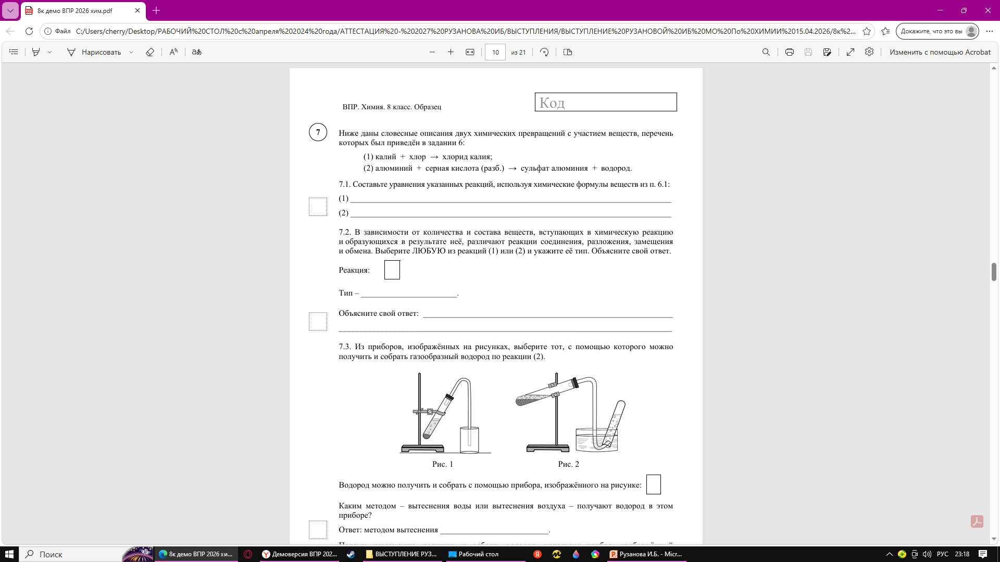 8к демо ВПР 2026 хим.pdf
Файл C:/Users/cherry/Desktop/РАБОЧИЙ%20СТОЛ%20с%20апреля%202024%20года/АТТЕСТАЦИЯ%20-%202027%20РУЗАНОВА%20ИБ/ВЫСТУПЛЕНИЯ/ВЫСТУПЛЕНИЕ%20РУЗАНОВОЙ%20ИБ%20МО%20По%20ХИМИИ%2015.04.2026/8к%2... Докажите, что это вы
Нарисовать 10 из 21 Изменить с помощью Acrobat
Код
ВПР. Химия. 8 класс. Образец
7
Ниже даны словесные описания двух химических превращений с участием веществ, перечень
которых был приведён в задании 6:
(1) калий + хлор → хлорид калия;
(2) алюминий + серная кислота (разб.) → сульфат алюминия + водород.
7.1. Составьте уравнения указанных реакций, используя химические формулы веществ из п. 6.1:
(1)
(2)
7.2. В зависимости от количества и состава веществ, вступающих в химическую реакцию
и образующихся в результате неё, различают реакции соединения, разложения, замещения
и обмена. Выберите ЛЮБУЮ из реакций (1) или (2) и укажите её тип. Объясните свой ответ.
Реакция:
Тип – ______________________.
Объясните свой ответ:
7.3. Из приборов, изображённых на рисунках, выберите тот, с помощью которого можно
получить и собрать газообразный водород по реакции (2).
Рис. 1 Рис. 2
Водород можно получить и собрать с помощью прибора, изображённого на рисунке:
Каким методом – вытеснения воды или вытеснения воздуха – получают водород в этом
приборе?
Ответ: методом вытеснения _________________________.
Поиск 8к демо ВПР 2026 хи... Демоверсия ВПР 202... ВЫСТУПЛЕНИЕ РУЗ... Рабочий стол Рузанова И.Б. - Micr... РУС 23:18